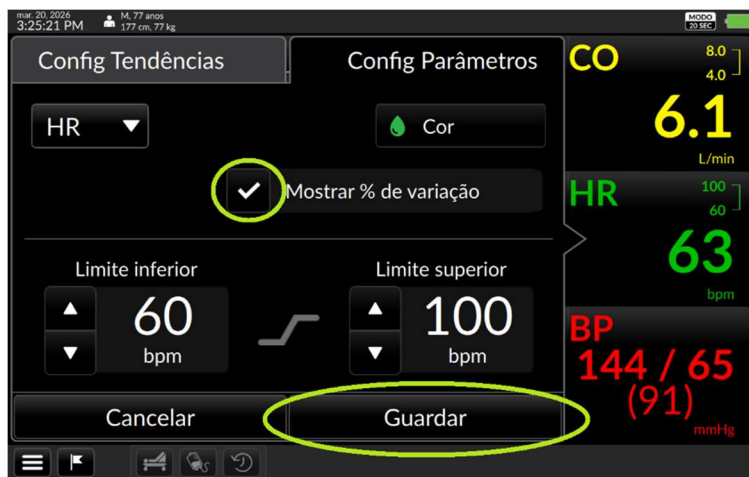 mar. 20, 2026
3:25:21 PM
M, 77 anos
177 cm, 77 kg
MODO
20 SEC
Config Tendências
Config Parâmetros
HR
Cor
Mostrar % de variação
Limite inferior
Limite superior
60
bpm
100
bpm
Cancelar
Guardar
CO
8.0
4.0
6.1
L/min
HR
100
60
63
bpm
BP
144 / 65
(91)
mmHg